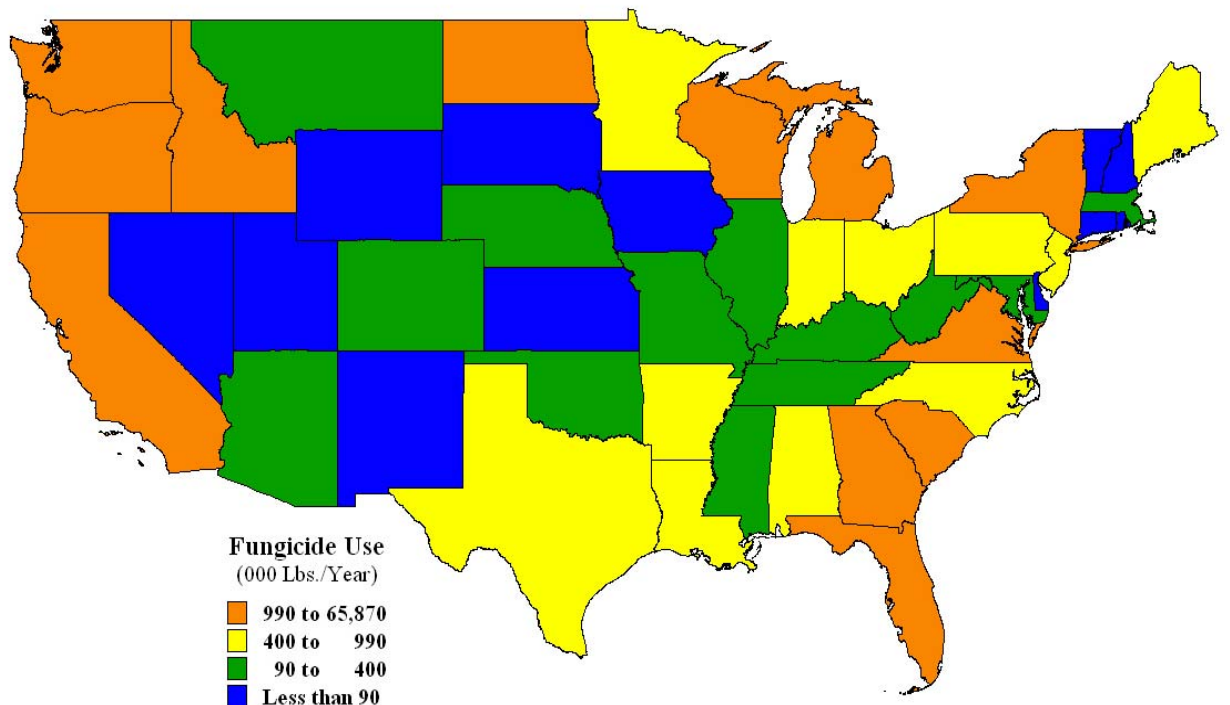 Fungicide Use
(000 Lbs./Year)
990 to 65,870
400 to 990
90 to 400
Less than 90